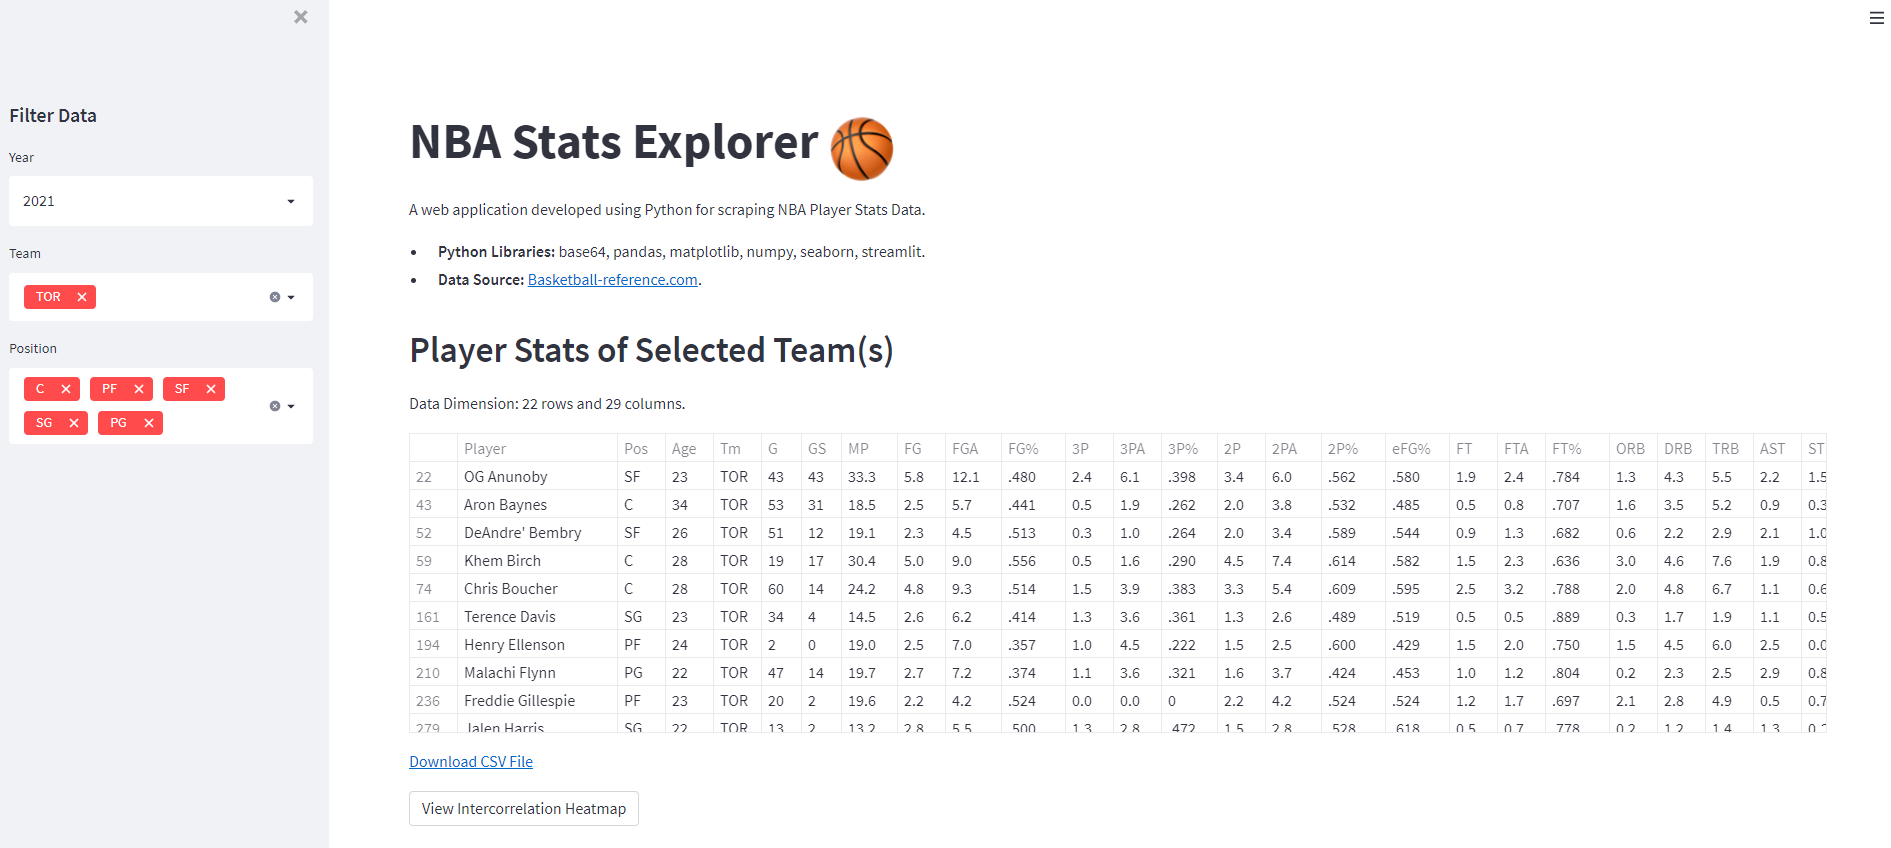 Filter Data
Year
2021
Team
TOR
Position
C PF SF
SG PG
NBA Stats Explorer
A web application developed using Python for scraping NBA Player Stats Data.
• Python Libraries: base64, pandas, matplotlib, numpy, seaborn, streamlit.
• Data Source: Basketball-reference.com.
Player Stats of Selected Team(s)
Data Dimension: 22 rows and 29 columns.
Player Pos Age Tm G GS MP FG FGA FG% 3P 3PA 3P% 2P 2PA 2P% eFG% FT FTA FT% ORB DRB TRB AST ST
22 OG Anunoby SF 23 TOR 43 43 33.3 5.8 12.1 .480 2.4 6.1 .398 3.4 6.0 .562 .580 1.9 2.4 .784 1.3 4.3 5.5 2.2 1.5
43 Aron Baynes C 34 TOR 53 31 18.5 2.5 5.7 .441 0.5 1.9 .262 2.0 3.8 .532 .485 0.5 0.8 .707 1.6 3.5 5.2 0.9 0.3
52 DeAndre' Bembry SF 26 TOR 51 12 19.1 2.3 4.5 .513 0.3 1.0 .264 2.0 3.4 .589 .544 0.9 1.3 .682 0.6 2.2 2.9 2.1 1.0
59 Khem Birch C 28 TOR 19 17 30.4 5.0 9.0 .556 0.5 1.6 .290 4.5 7.4 .614 .582 1.5 2.3 .636 3.0 4.6 7.6 1.9 0.8
74 Chris Boucher C 28 TOR 60 14 24.2 4.8 9.3 .514 1.5 3.9 .383 3.3 5.4 .609 .595 2.5 3.2 .788 2.0 4.8 6.7 1.1 0.6
161 Terence Davis SG 23 TOR 34 4 14.5 2.6 6.2 .414 1.3 3.6 .361 1.3 2.6 .489 .519 0.5 0.5 .889 0.3 1.7 1.9 1.1 0.5
194 Henry Ellenson PF 24 TOR 2 0 19.0 2.5 7.0 .357 1.0 4.5 .222 1.5 2.5 .600 .429 1.5 2.0 .750 1.5 4.5 6.0 2.5 0.0
210 Malachi Flynn PG 22 TOR 47 14 19.7 2.7 7.2 .374 1.1 3.6 .321 1.6 3.7 .424 .453 1.0 1.2 .804 0.2 2.3 2.5 2.9 0.8
236 Freddie Gillespie PF 23 TOR 20 2 19.6 2.2 4.2 .524 0.0 0.0 0 2.2 4.2 .524 .524 1.2 1.7 .697 2.1 2.8 4.9 0.5 0.7
279 Jalen Harris SG 22 TOR 13 2 13.2 2.8 5.5 .500 1.3 2.8 .472 1.5 2.8 .528 .618 0.5 0.7 .778 0.2 1.2 1.4 1.3
Download CSV File
View Intercorrelation Heatmap